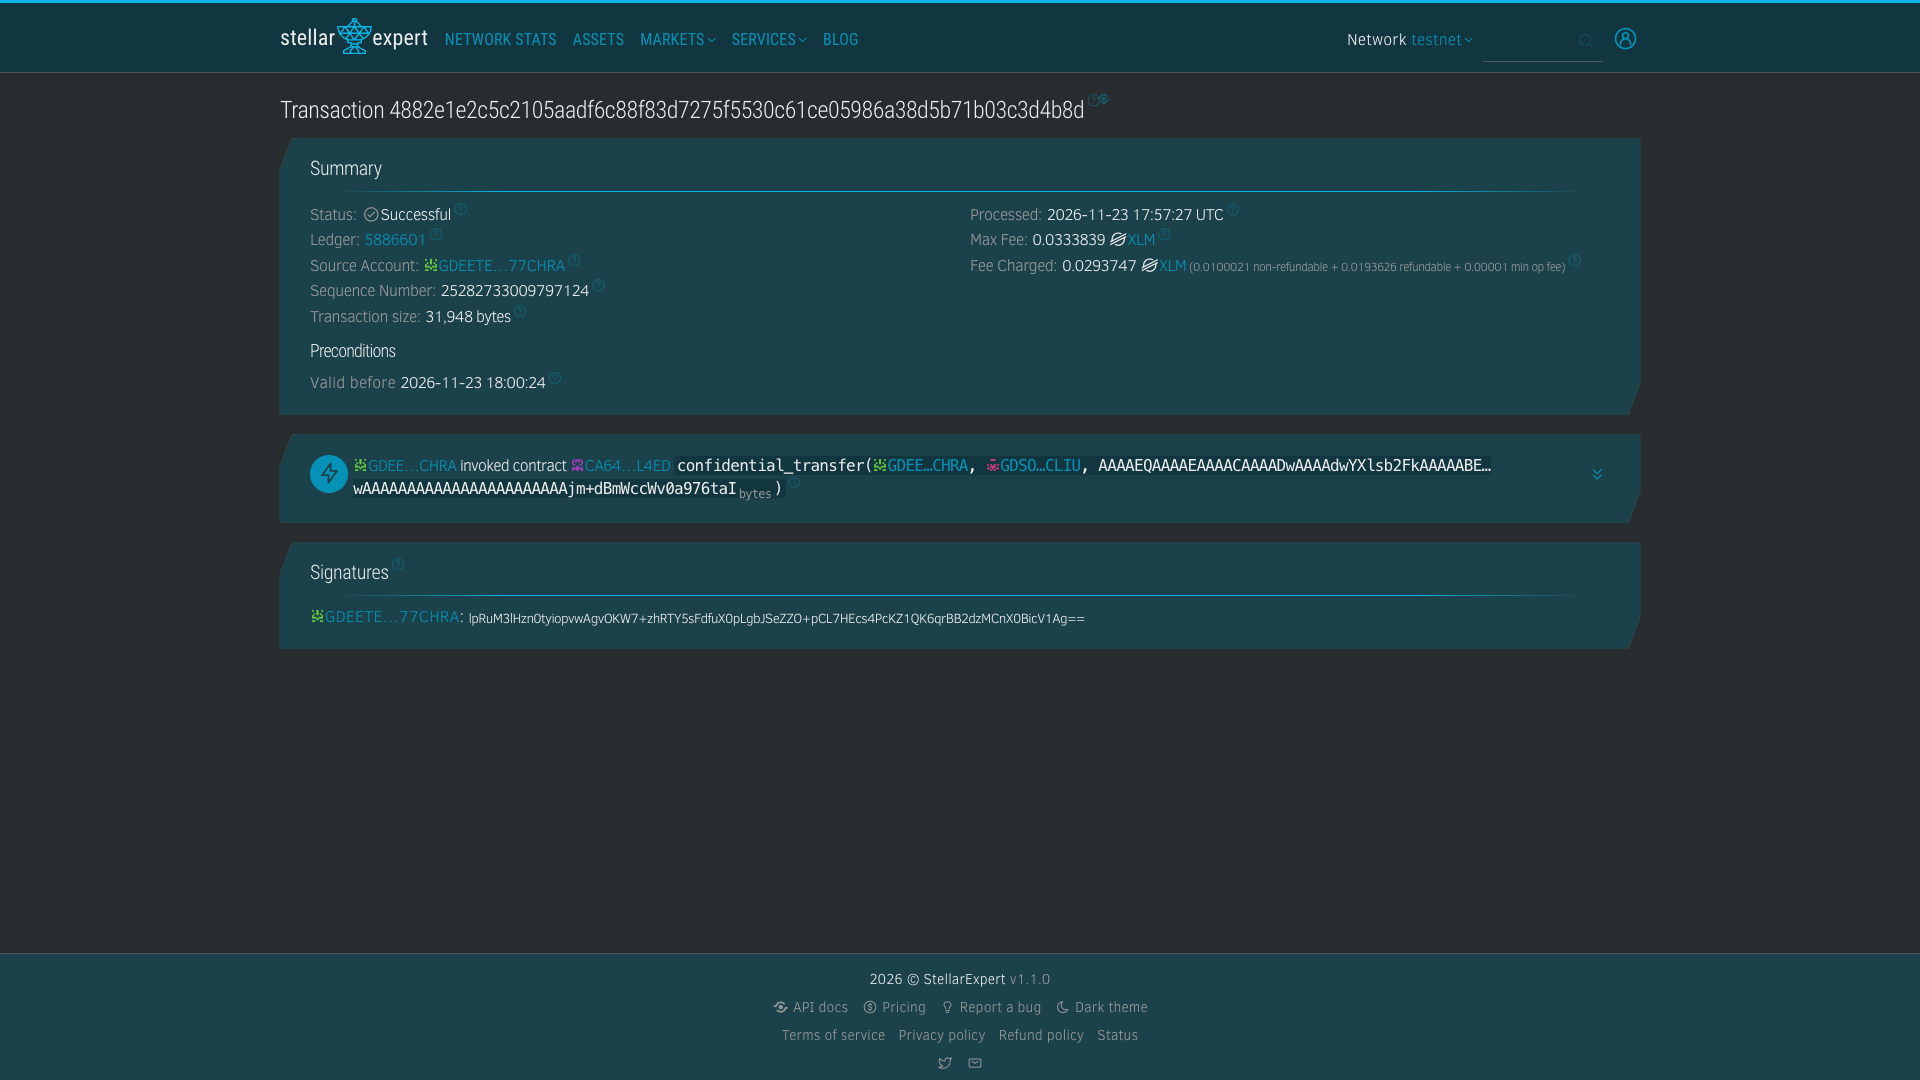 stellar expert NETWORK STATS ASSETS MARKETS SERVICES BLOG Network testnet
Transaction 4882e1e2c5c2105aadf6c88f83d7275f5530c61ce05986a38d5b71b03c3d4b8d
Summary
Status: Successful
Ledger: 5886601
Source Account: GDEETE…77CHRA
Sequence Number: 25282733009797124
Transaction size: 31,948 bytes
Processed: 2026-11-23 17:57:27 UTC
Max Fee: 0.0333839 XLM
Fee Charged: 0.0293747 XLM (0.0100021 non-refundable + 0.0193626 refundable + 0.00001 min op fee)
Preconditions
Valid before 2026-11-23 18:00:24
GDEE…CHRA invoked contract CA64…L4ED confidential_transfer(GDEE…CHRA, GDSO…CLIU, AAAAEQAAAAEAAAACAAAADwAAAAdwYXlsb2FkAAAAABE…
wAAAAAAAAAAAAAAAAAAAAAAAjm+dBmWccWv0a976taI bytes)
Signatures
GDEETE…77CHRA: lpRuM3lHzn0tyiopvwAgvOKW7+zhRTY5sFdfuX0pLgbJSeZZO+pCL7HEcs4PcKZ1QK6qrBB2dzMCnX0BicV1Ag==
2026 © StellarExpert v1.1.0
API docs Pricing Report a bug Dark theme
Terms of service Privacy policy Refund policy Status